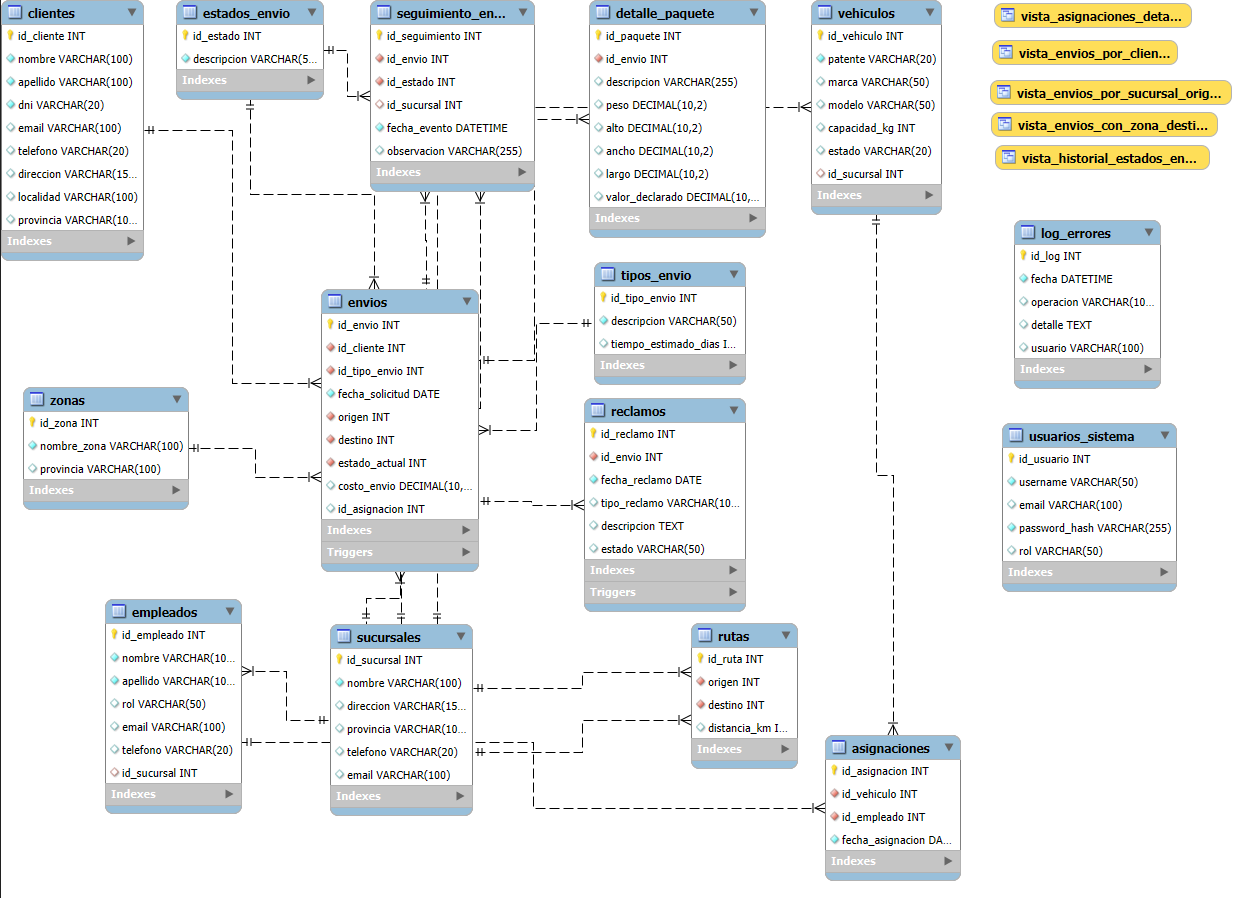 clientes
id_cliente INT
nombre VARCHAR(100)
apellido VARCHAR(100)
dni VARCHAR(20)
email VARCHAR(100)
telefono VARCHAR(20)
direccion VARCHAR(15...
localidad VARCHAR(100)
provincia VARCHAR(10...
Indexes
estados_envio
id_estado INT
descripcion VARCHAR(5...
Indexes
seguimiento_en...
id_seguimiento INT
id_envio INT
id_estado INT
id_sucursal INT
fecha_evento DATETIME
observacion VARCHAR(255)
Indexes
detalle_paquete
id_paquete INT
id_envio INT
descripcion VARCHAR(255)
peso DECIMAL(10,2)
alto DECIMAL(10,2)
ancho DECIMAL(10,2)
largo DECIMAL(10,2)
valor_declarado DECIMAL(10,...
Indexes
vehiculos
id_vehiculo INT
patente VARCHAR(20)
marca VARCHAR(50)
modelo VARCHAR(50)
capacidad_kg INT
estado VARCHAR(20)
id_sucursal INT
Indexes
vista_asignaciones_deta...
vista_envios_por_clien...
vista_envios_por_sucursal_orig...
vista_envios_con_zona_desti...
vista_historial_estados_en...
log_errores
id_log INT
fecha DATETIME
operacion VARCHAR(10...
detalle TEXT
usuario VARCHAR(100)
Indexes
tipos_envio
id_tipo_envio INT
descripcion VARCHAR(50)
tiempo_estimado_dias I...
Indexes
envios
id_envio INT
id_cliente INT
id_tipo_envio INT
fecha_solicitud DATE
origen INT
destino INT
estado_actual INT
costo_envio DECIMAL(10,...
id_asignacion INT
Indexes
Triggers
zonas
id_zona INT
nombre_zona VARCHAR(100)
provincia VARCHAR(100)
Indexes
reclamos
id_reclamo INT
id_envio INT
fecha_reclamo DATE
tipo_reclamo VARCHAR(10...
descripcion TEXT
estado VARCHAR(50)
Indexes
Triggers
usuarios_sistema
id_usuario INT
username VARCHAR(50)
email VARCHAR(100)
password_hash VARCHAR(255)
rol VARCHAR(50)
Indexes
empleados
id_empleado INT
nombre VARCHAR(10...
apellido VARCHAR(10...
rol VARCHAR(50)
email VARCHAR(100)
telefono VARCHAR(20)
id_sucursal INT
Indexes
sucursales
id_sucursal INT
nombre VARCHAR(100)
direccion VARCHAR(15...
provincia VARCHAR(10...
telefono VARCHAR(20)
email VARCHAR(100)
Indexes
rutas
id_ruta INT
origen INT
destino INT
distancia_km I...
Indexes
asignaciones
id_asignacion INT
id_vehiculo INT
id_empleado INT
fecha_asignacion DA...
Indexes